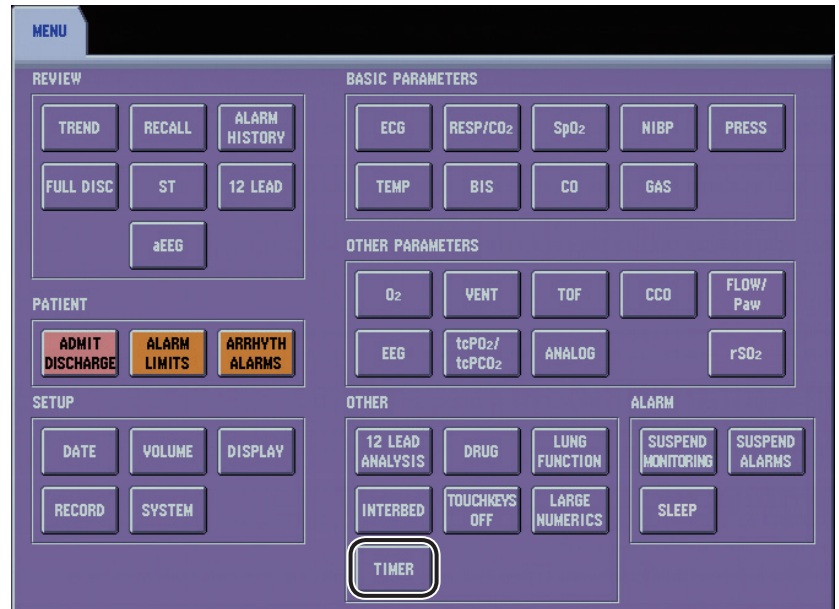 MENU
REVIEW
TREND
RECALL
ALARM
HISTORY
FULL DISC
ST
12 LEAD
aEEG
PATIENT
ADMIT
DISCHARGE
ALARM
LIMITS
ARRHYTH
ALARMS
SETUP
DATE
VOLUME
DISPLAY
RECORD
SYSTEM
BASIC PARAMETERS
ECG
RESP/CO₂
SpO₂
NIBP
PRESS
TEMP
BIS
CO
GAS
OTHER PARAMETERS
O₂
VENT
TOF
CCO
FLOW/
Paw
EEG
tcPO₂/
tcPCO₂
ANALOG
rSO₂
OTHER
12 LEAD
ANALYSIS
DRUG
LUNG
FUNCTION
INTERBED
TOUCHKEYS
OFF
LARGE
NUMERICS
TIMER
ALARM
SUSPEND
MONITORING
SUSPEND
ALARMS
SLEEP